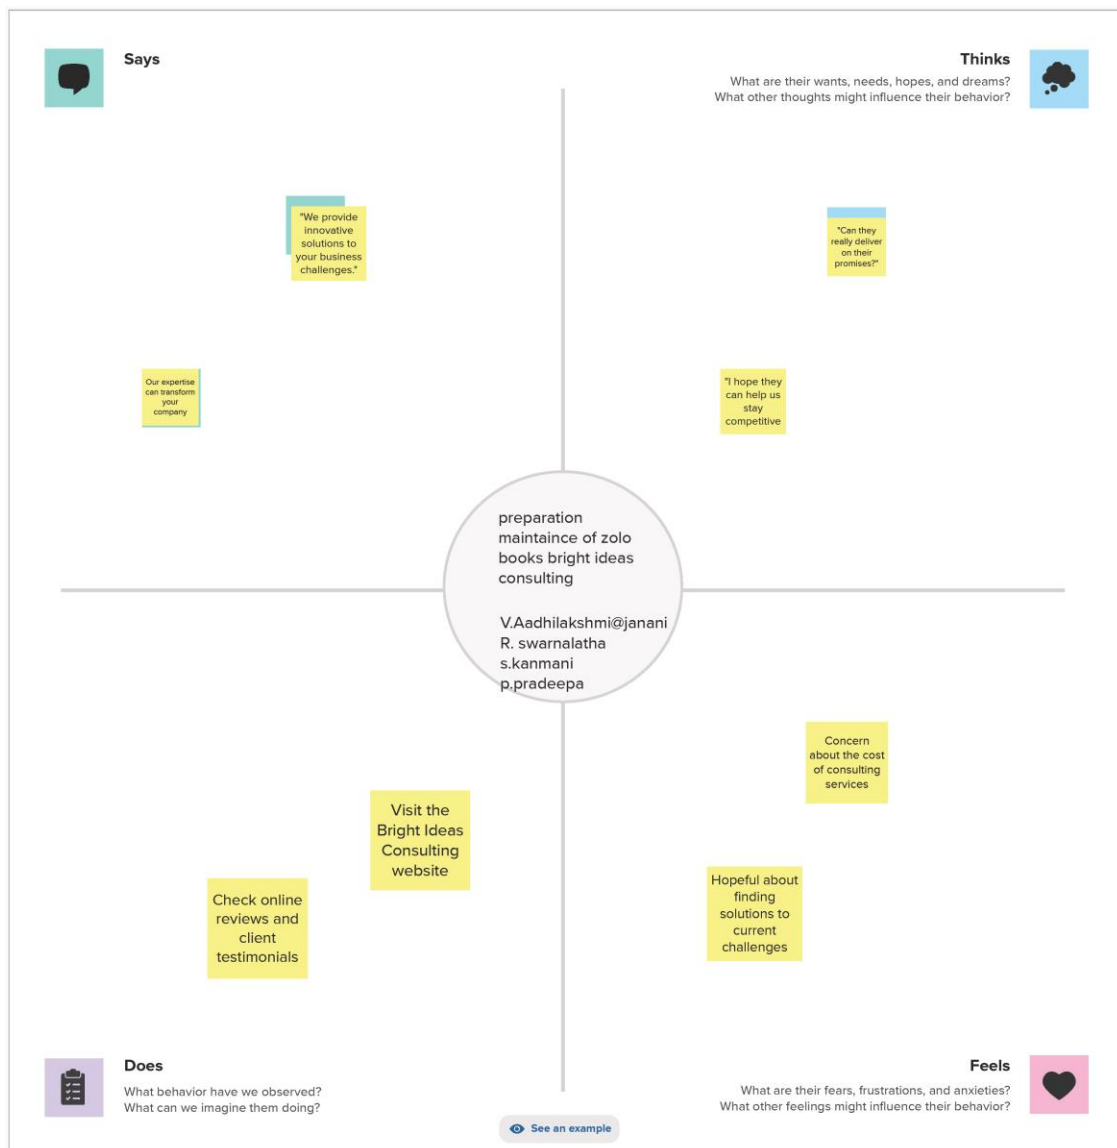 Says
"We provide
innovative
solutions to
your business
challenges."
Our expertise
can transform
your
company
Thinks
What are their wants, needs, hopes, and dreams?
What other thoughts might influence their behavior?
"Can they
really deliver
on their
promises?"
"I hope they
can help us
stay
competitive
preparation
maintaince of zolo
books bright ideas
consulting
V.Aadhilakshmi@janani
R. swarnalatha
s.kanmani
p.pradeepa
Visit the
Bright Ideas
Consulting
website
Check online
reviews and
client
testimonials
Does
What behavior have we observed?
What can we imagine them doing?
Concern
about the cost
of consulting
services
Hopeful about
finding
solutions to
current
challenges
Feels
What are their fears, frustrations, and anxieties?
What other feelings might influence their behavior?
See an example